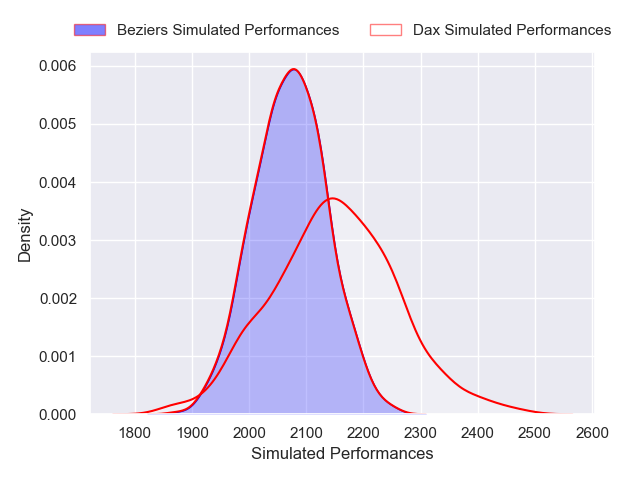 Beziers Simulated Performances Dax Simulated Performances
0.006
0.005
0.004
0.003
0.002
0.001
0.000
Density
1800 1900 2000 2100 2200 2300 2400 2500 2600
Simulated Performances